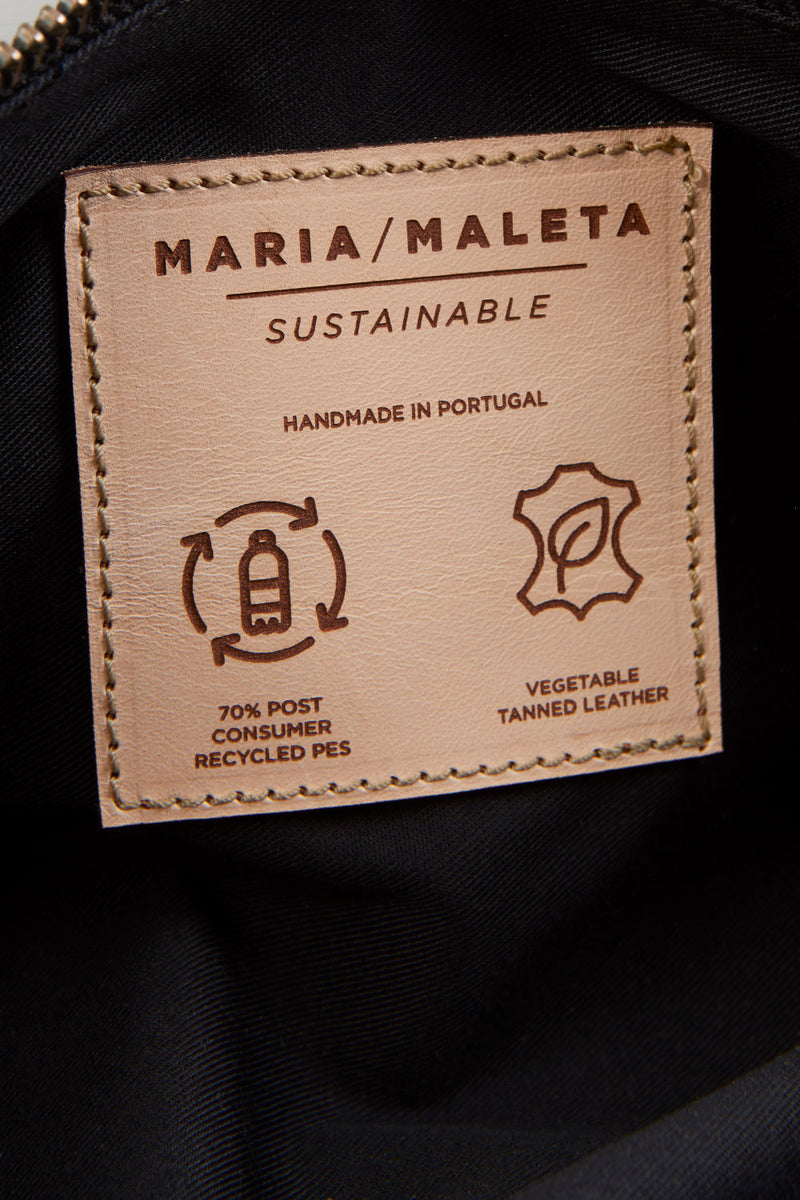 MARIA/MALETA
SUSTAINABLE
HANDMADE IN PORTUGAL
70% POST
CONSUMER
RECYCLED PES
VEGETABLE
TANNED LEATHER